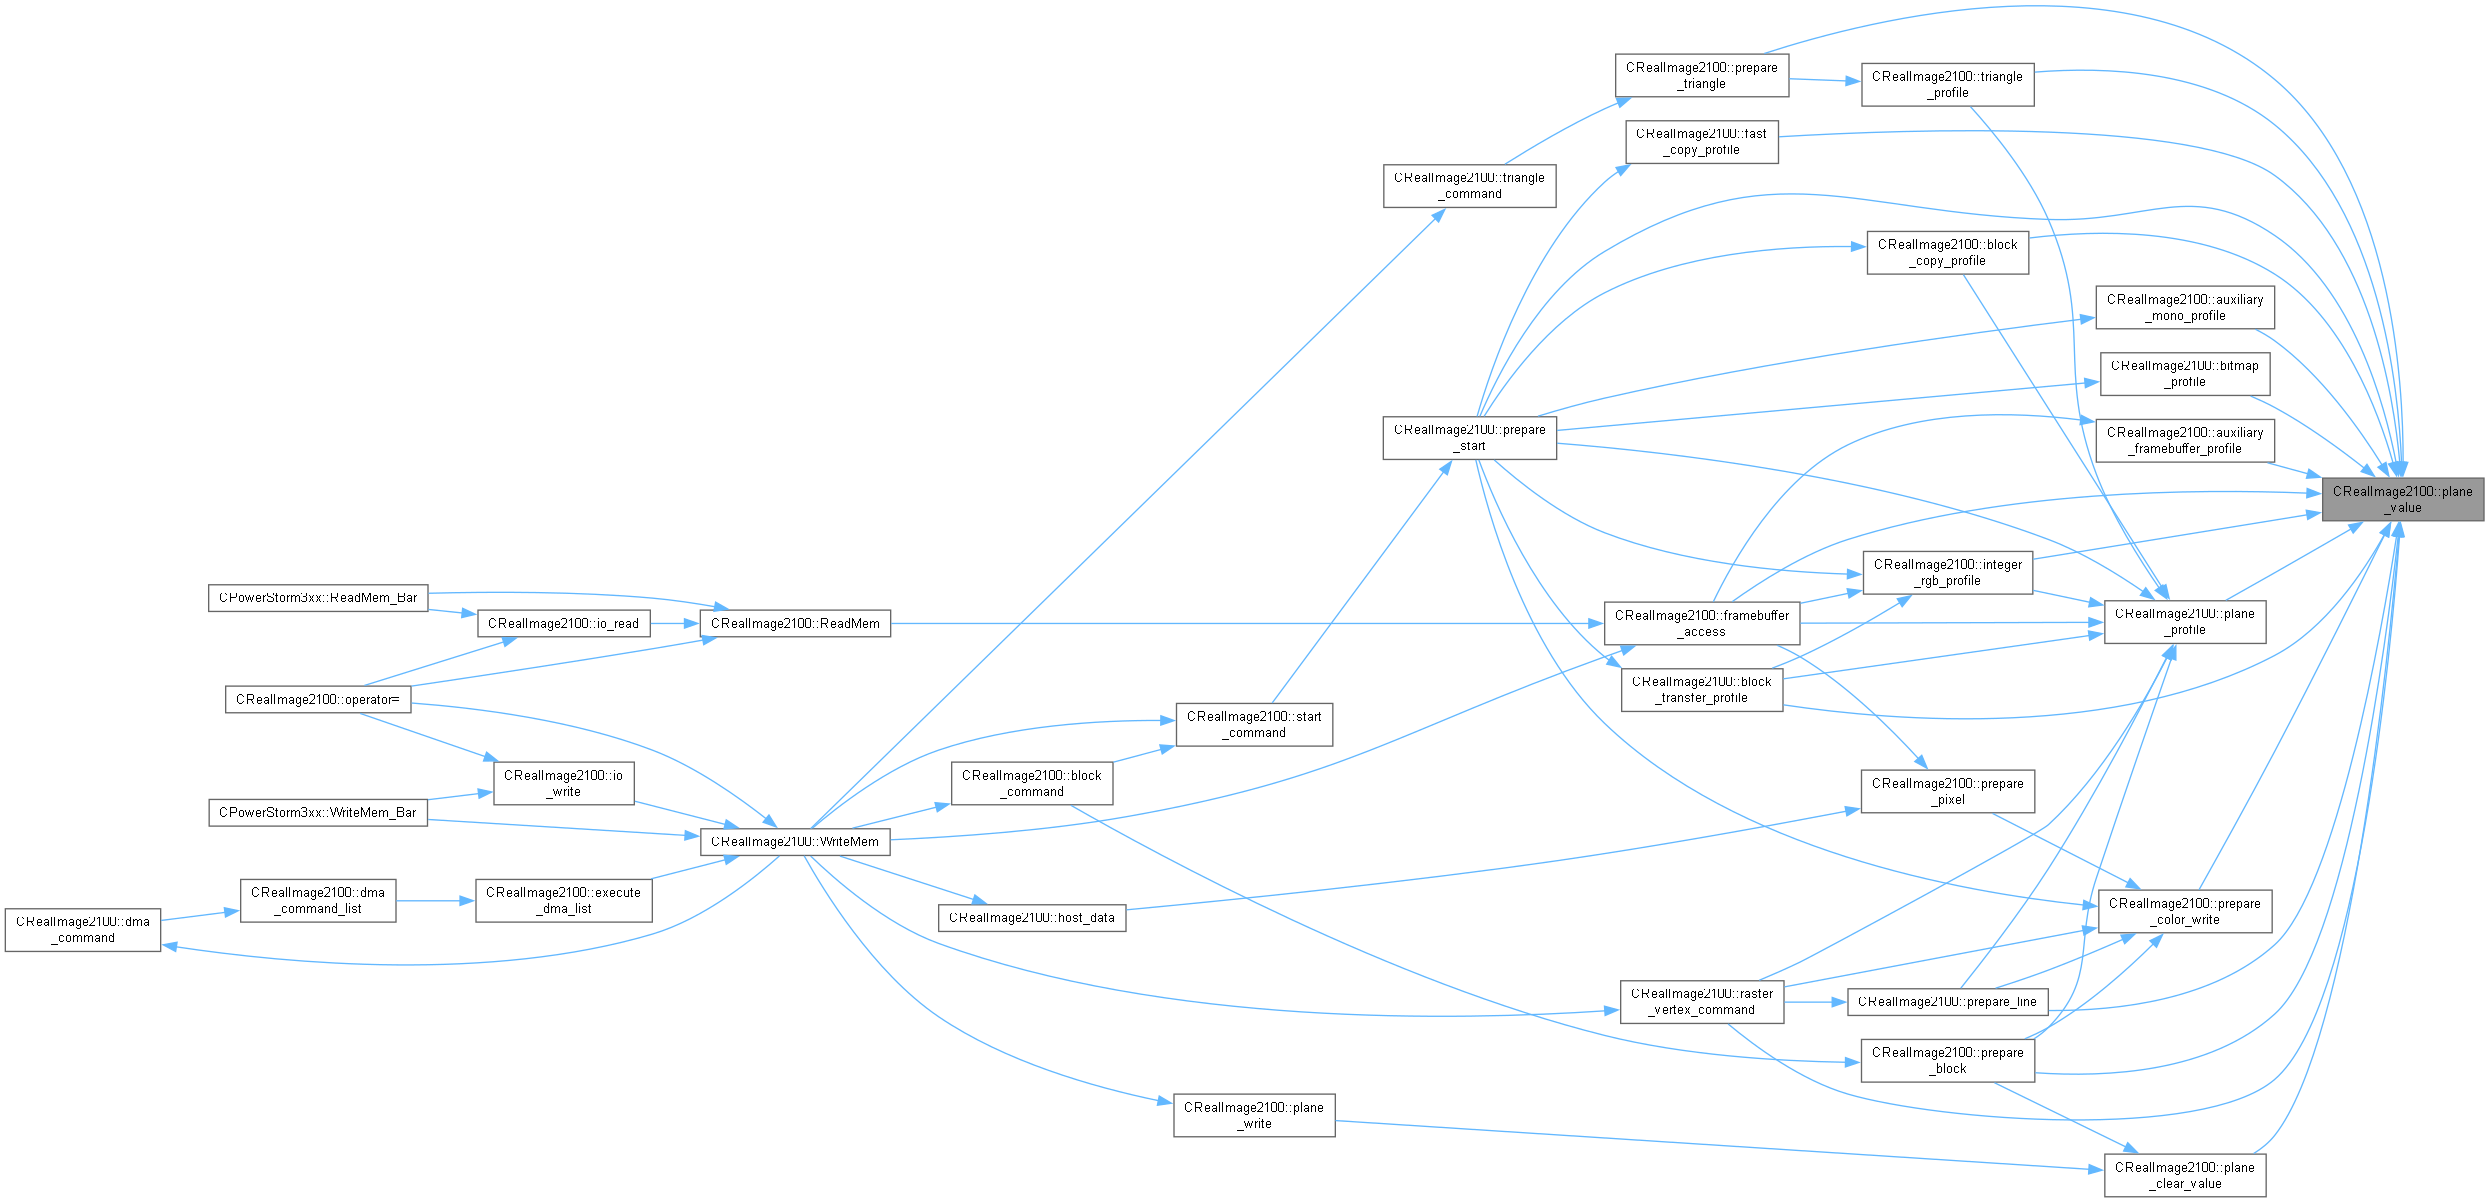 CRealImage2100::prepare
_triangle
CRealImage2100::triangle
_profile
CRealImage2100::fast
_copy_profile
CRealImage2100::triangle
_command
CRealImage2100::block
_copy_profile
CRealImage2100::auxiliary
_mono_profile
CRealImage2100::bitmap
_profile
CRealImage2100::prepare
_start
CRealImage2100::auxiliary
_framebuffer_profile
CRealImage2100::plane
_value
CRealImage2100::integer
_rgb_profile
CPowerStorm3xx::ReadMem_Bar
CRealImage2100::io_read
CRealImage2100::ReadMem
CRealImage2100::framebuffer
_access
CRealImage2100::plane
_profile
CRealImage2100::operator=
CRealImage2100::block
_transfer_profile
CRealImage2100::start
_command
CRealImage2100::io
_write
CRealImage2100::block
_command
CRealImage2100::prepare
_pixel
CPowerStorm3xx::WriteMem_Bar
CRealImage2100::WriteMem
CRealImage2100::dma
_command_list
CRealImage2100::execute
_dma_list
CRealImage2100::dma
_command
CRealImage2100::host_data
CRealImage2100::prepare
_color_write
CRealImage2100::raster
_vertex_command
CRealImage2100::prepare_line
CRealImage2100::prepare
_block
CRealImage2100::plane
_write
CRealImage2100::plane
_clear_value